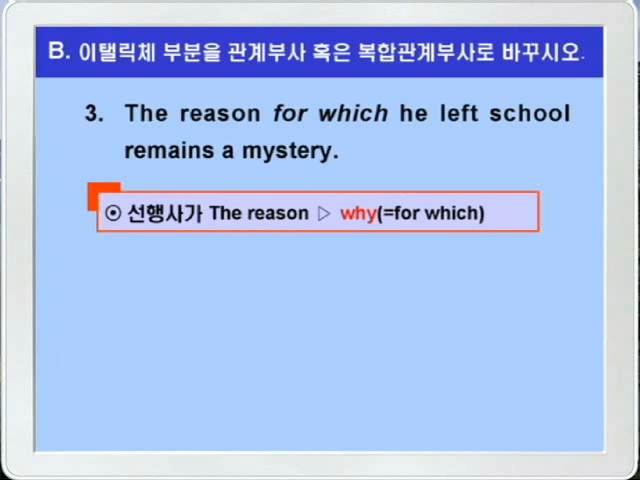 B. 이탤릭체 부분을 관계부사 혹은 복합관계부사로 바꾸시오.
3. The reason for which he left school
remains a mystery.
⊙ 선행사가 The reason ▷ why(=for which)